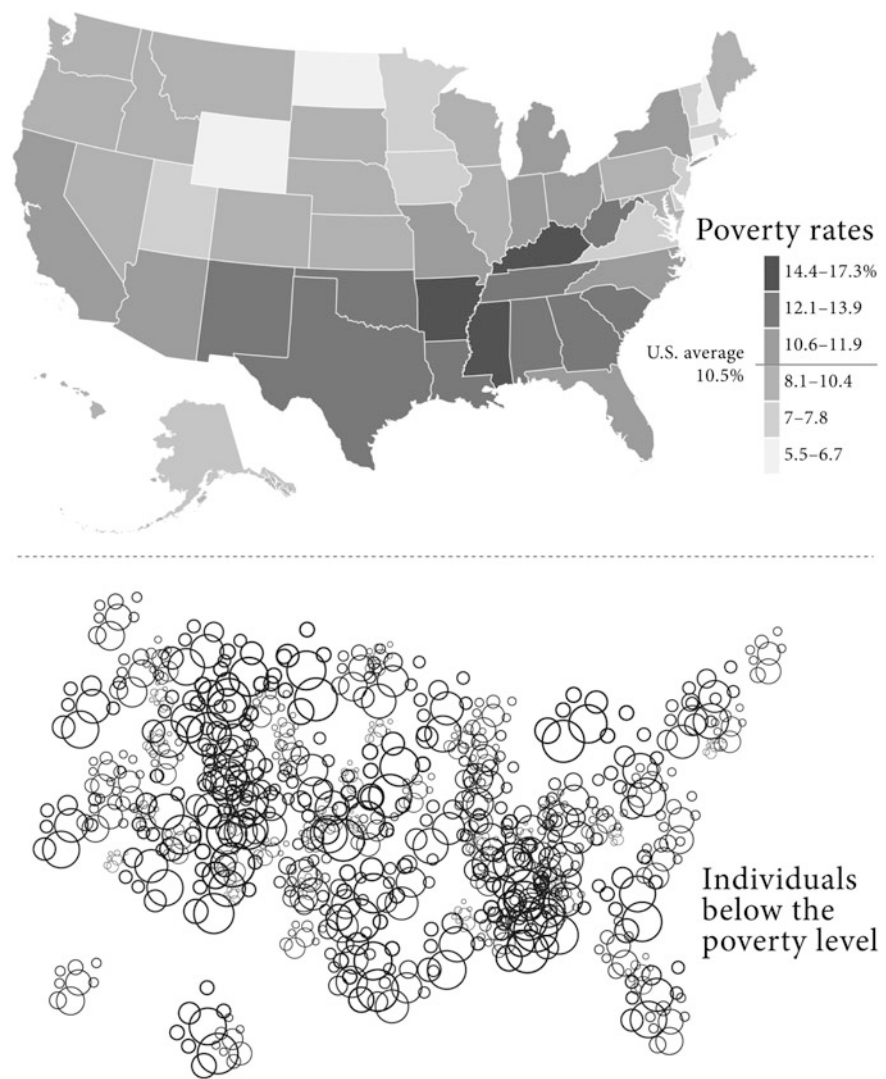 Poverty rates
14.4–17.3%
12.1–13.9
10.6–11.9
U.S. average
10.5%
8.1–10.4
7–7.8
5.5–6.7
Individuals
below the
poverty level